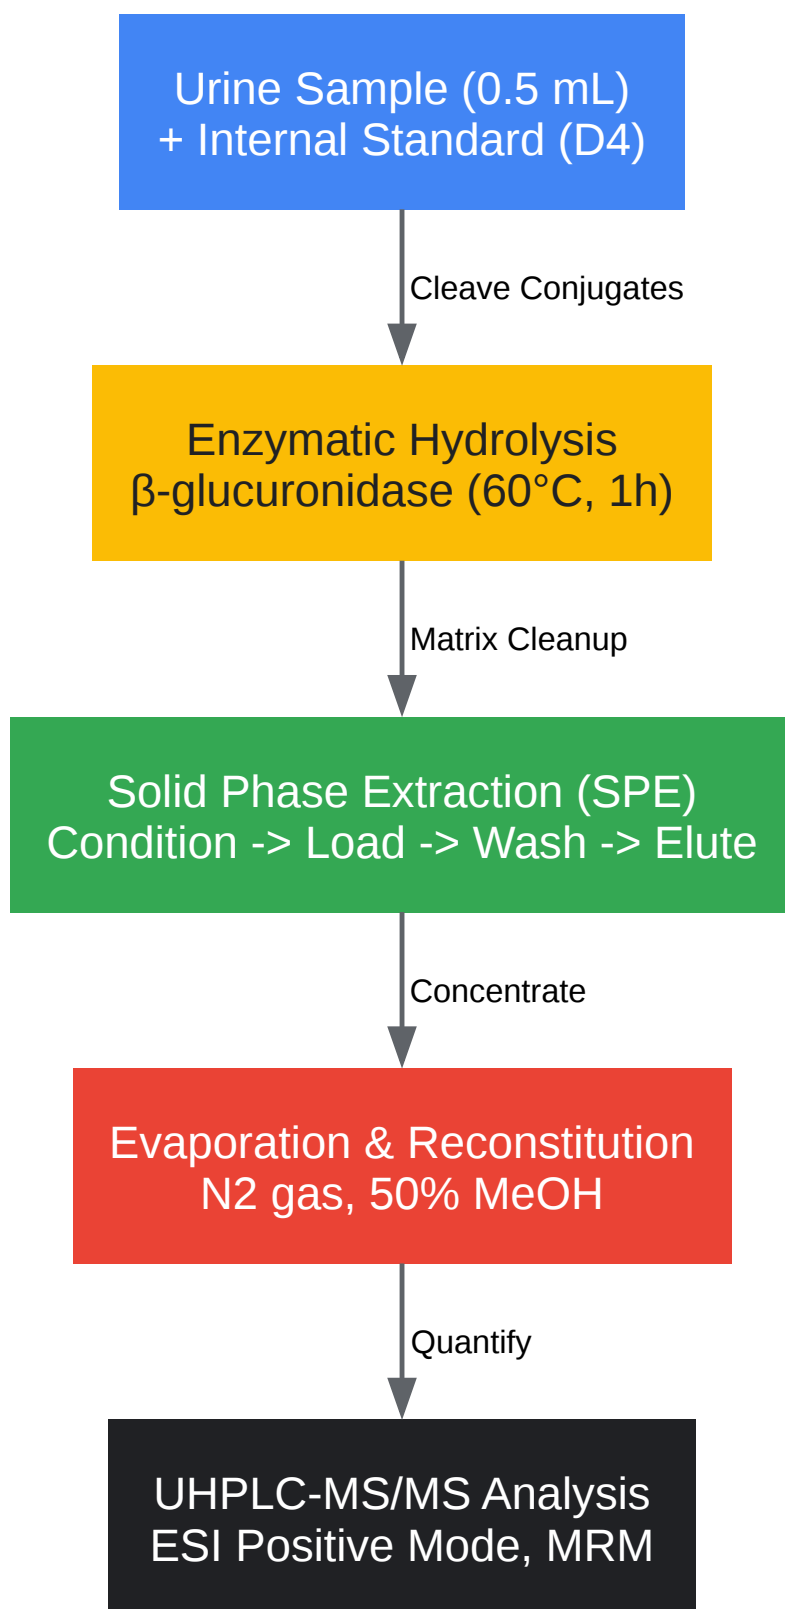 Urine Sample (0.5 mL)
+ Internal Standard (D4)
Cleave Conjugates
Enzymatic Hydrolysis
β-glucuronidase (60°C, 1h)
Matrix Cleanup
Solid Phase Extraction (SPE)
Condition -> Load -> Wash -> Elute
Concentrate
Evaporation & Reconstitution
N2 gas, 50% MeOH
Quantify
UHPLC-MS/MS Analysis
ESI Positive Mode, MRM